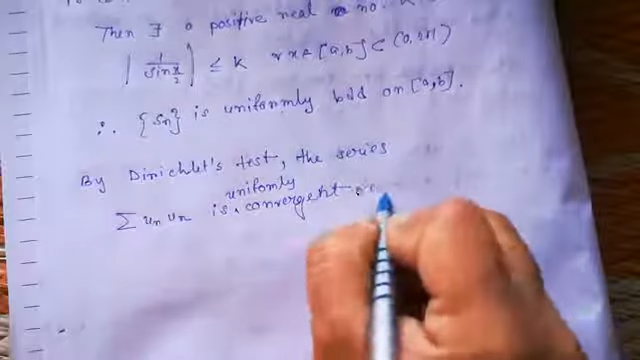 Then ∃ a positive real no. K
| 1/sin x/2 | ≤ K ∀ x ∈ [a,b] ⊂ (0, 2π)
∴ {Sn} is uniformly bdd on [a,b].
By Dirichlet's test, the series
uniformly
Σ un vn is convergent.